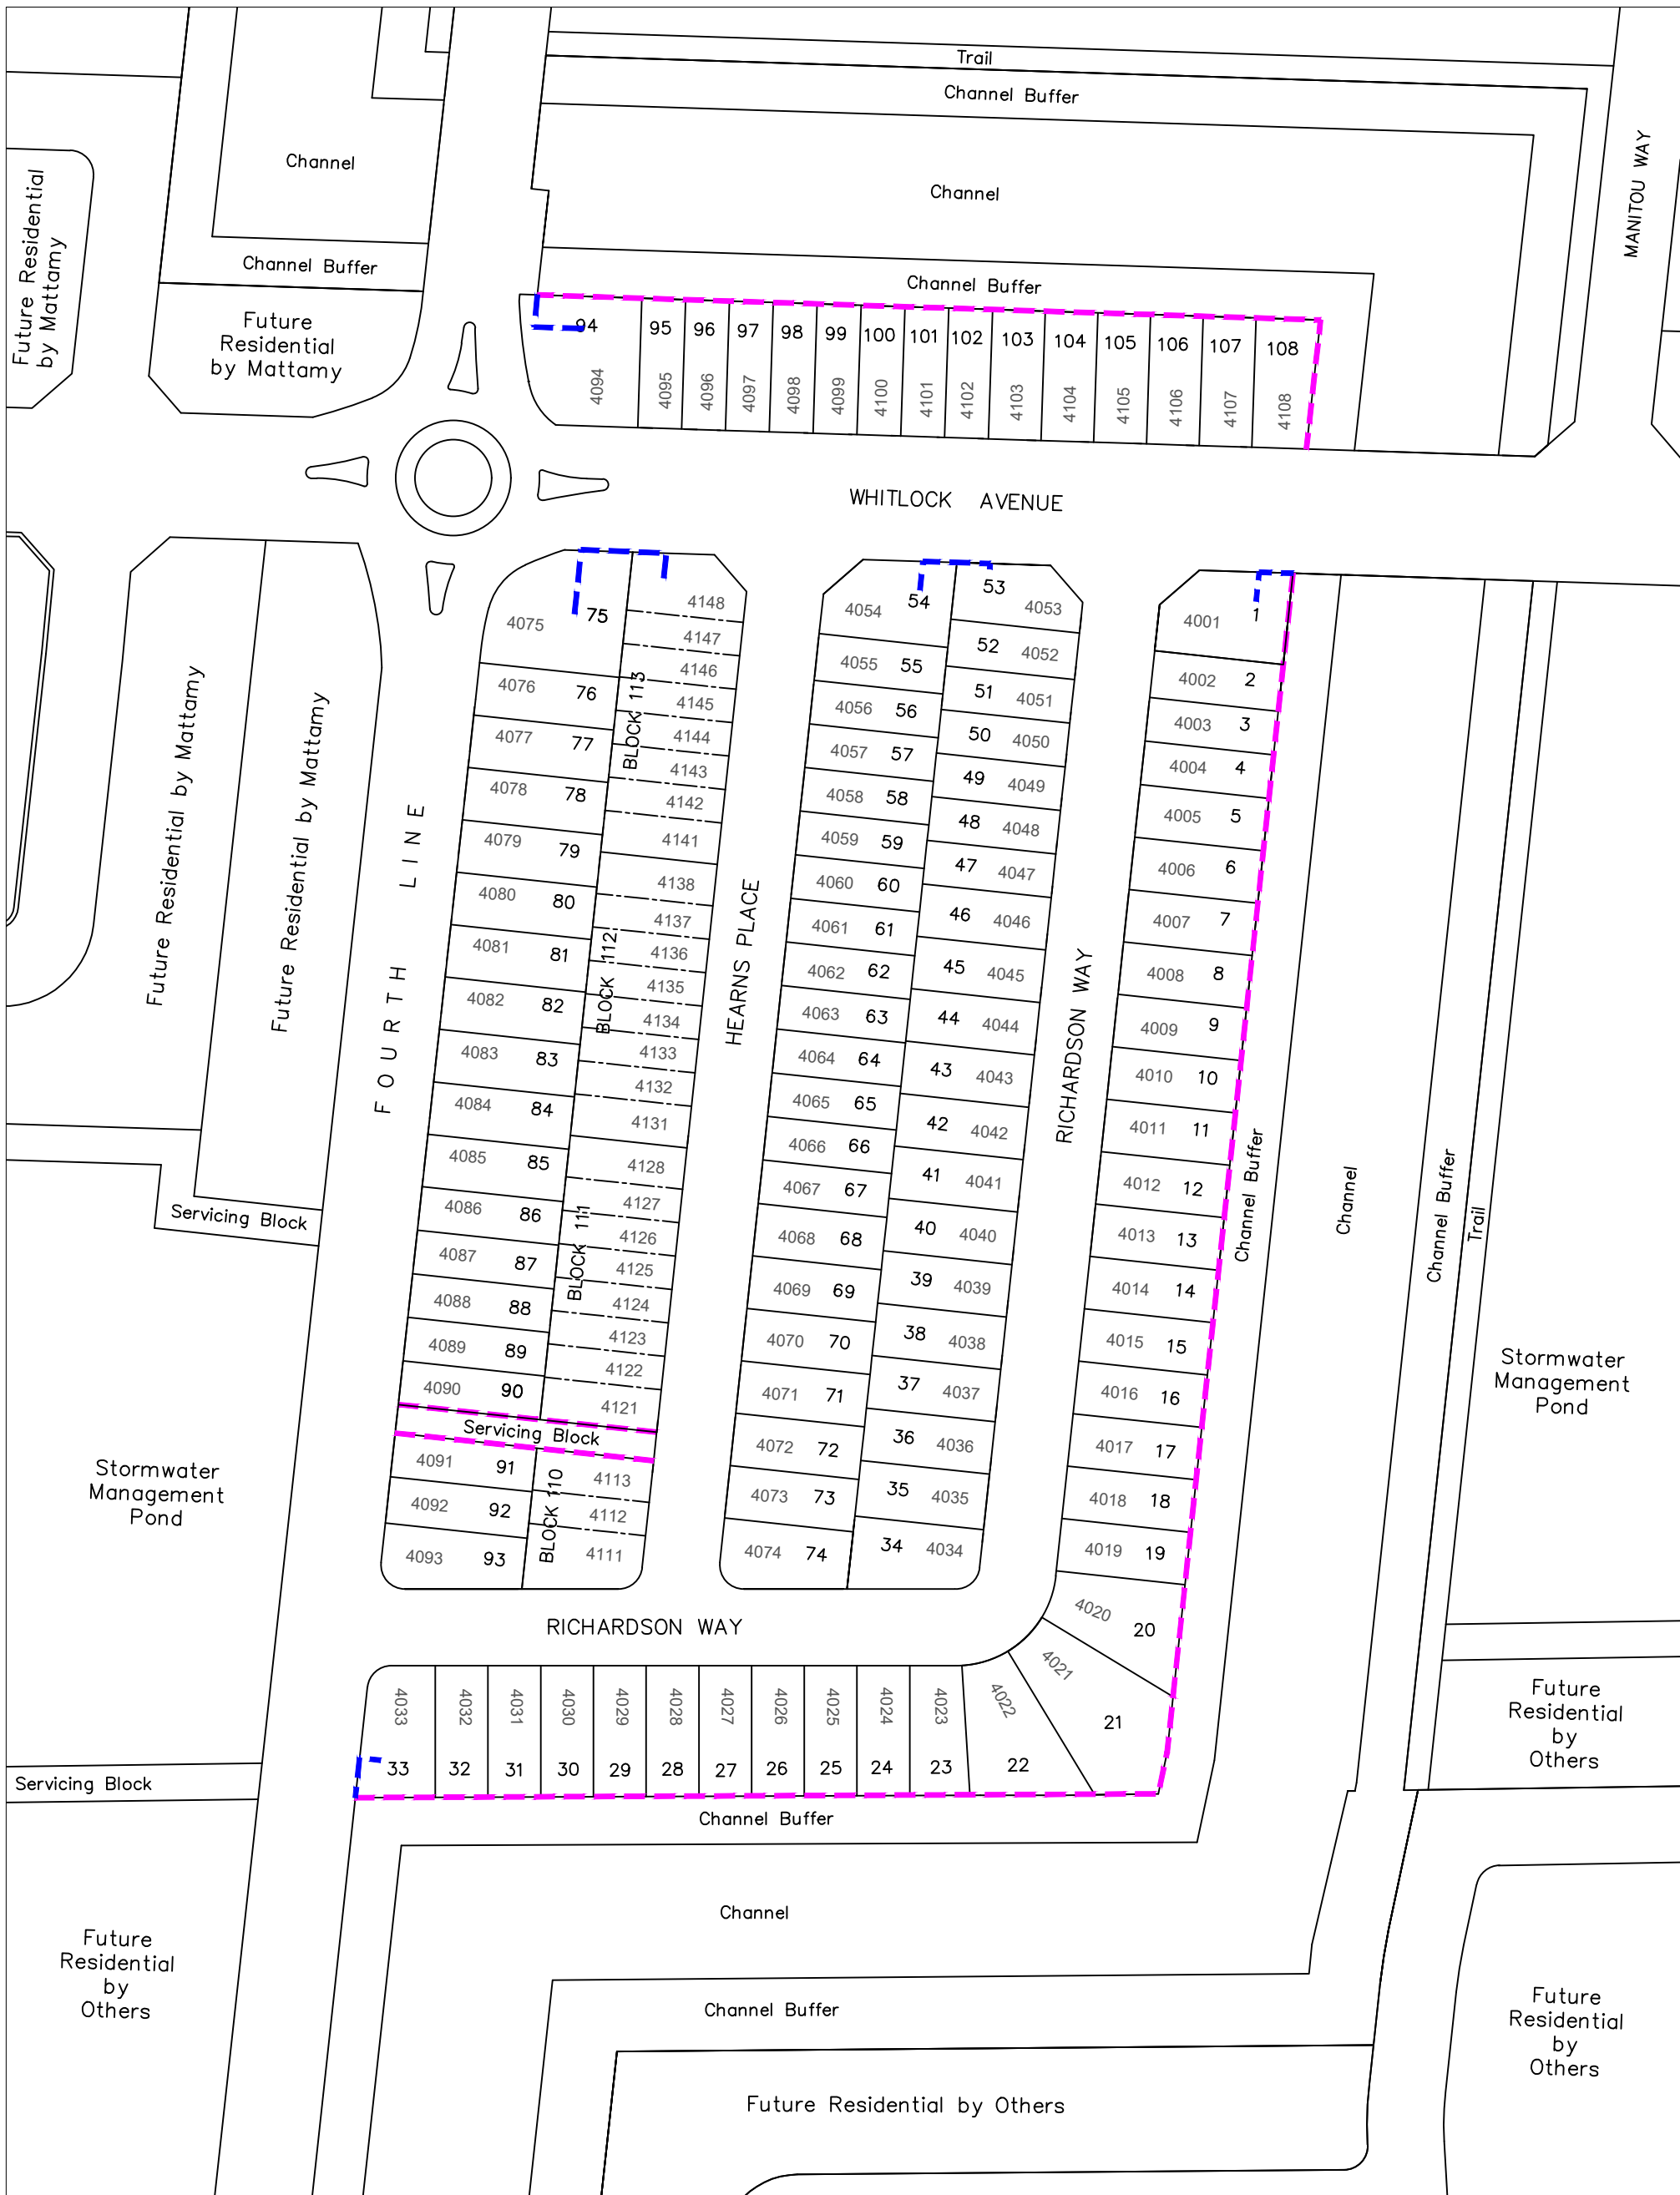 Trail
Channel Buffer
Channel
Channel
MANITOU WAY
Future Residential
by Mattamy
Channel Buffer
Channel Buffer
Future
Residential
by Mattamy
94 95 96 97 98 99 100 101 102 103 104 105 106 107 108
4094 4095 4096 4097 4098 4099 4100 4101 4102 4103 4104 4105 4106 4107 4108
WHITLOCK AVENUE
Future Residential by Mattamy
Future Residential by Mattamy
FOURTH LINE
4075 75
4076 76
4077 77
4078 78
4079 79
4080 80
4081 81
4082 82
4083 83
4084 84
4085 85
4086 86
4087 87
4088 88
4089 89
4090 90
BLOCK 113
4148
4147
4146
4145
4144
4143
4142
4141
BLOCK 112
4138
4137
4136
4135
4134
4133
4132
4131
BLOCK 111
4128
4127
4126
4125
4124
4123
4122
4121
Servicing Block
4091 91
4092 92
4093 93
BLOCK 110
4113
4112
4111
HEARNS PLACE
4054 54
4055 55
4056 56
4057 57
4058 58
4059 59
4060 60
4061 61
4062 62
4063 63
4064 64
4065 65
4066 66
4067 67
4068 68
4069 69
4070 70
4071 71
4072 72
4073 73
4074 74
53 4053
52 4052
51 4051
50 4050
49 4049
48 4048
47 4047
46 4046
45 4045
44 4044
43 4043
42 4042
41 4041
40 4040
39 4039
38 4038
37 4037
36 4036
35 4035
34 4034
RICHARDSON WAY
4001 1
4002 2
4003 3
4004 4
4005 5
4006 6
4007 7
4008 8
4009 9
4010 10
4011 11
4012 12
4013 13
4014 14
4015 15
4016 16
4017 17
4018 18
4019 19
4020 20
4021 21
4022 22
Channel Buffer
Channel
Channel Buffer
Trail
Servicing Block
Stormwater
Management
Pond
Stormwater
Management
Pond
RICHARDSON WAY
4033 4032 4031 4030 4029 4028 4027 4026 4025 4024 4023
33 32 31 30 29 28 27 26 25 24 23
Future
Residential
by
Others
Servicing Block
Channel Buffer
Channel
Future
Residential
by
Others
Channel Buffer
Future
Residential
by
Others
Future Residential by Others